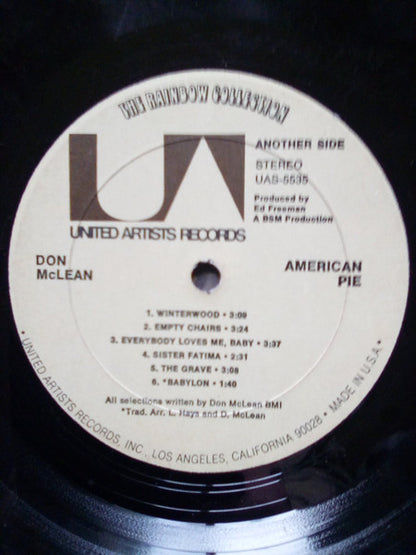 THE RAINBOW COLLECTION
UA
ANOTHER SIDE
STEREO
UAS-5535
Produced by
Ed Freeman
A BSM Production
UNITED ARTISTS RECORDS
DON
McLEAN
AMERICAN
PIE
1. WINTERWOOD • 3:09
2. EMPTY CHAIRS • 3:24
3. EVERYBODY LOVES ME, BABY • 3:37
4. SISTER FATIMA • 2:31
5. THE GRAVE • 3:08
6. *BABYLON • 1:40
All selections written by Don McLean BMI
*Trad. Arr. L. Hays and D. McLean
• UNITED ARTISTS RECORDS, INC., LOS ANGELES, CALIFORNIA 90028 • MADE IN U.S.A. •